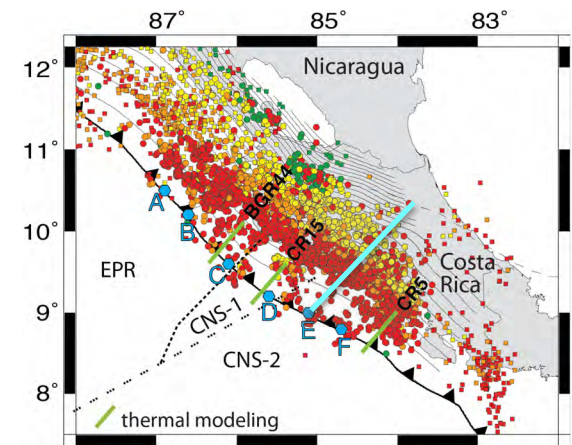 87° 85° 83°
12°
11°
10°
9°
8°
Nicaragua
Costa
Rica
BGR44
CR15
CR5
A
B
C
D
E
F
EPR
CNS-1
CNS-2
thermal modeling